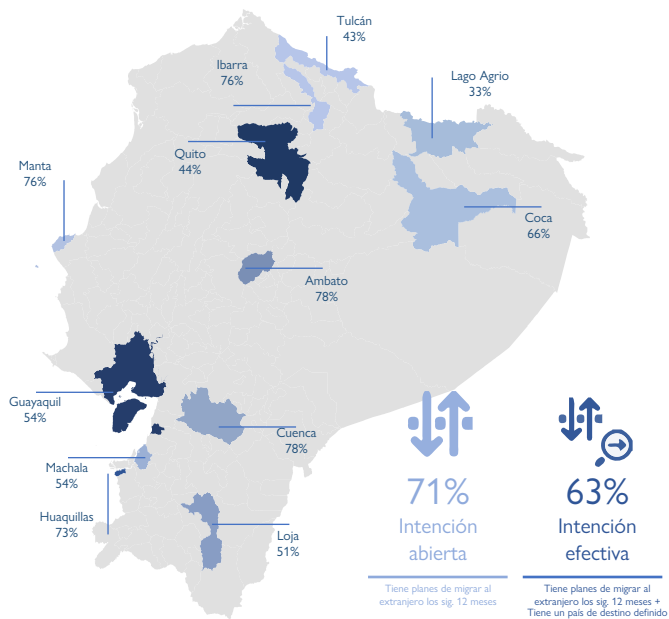 Tulcán
43%
Ibarra
76%
Lago Agrio
33%
Quito
44%
Manta
76%
Coca
66%
Ambato
78%
Guayaquil
54%
Cuenca
78%
Machala
54%
Huaquillas
73%
Loja
51%
71%
Intención
abierta
Tiene planes de migrar al
extranjero los sig. 12 meses
63%
Intención
efectiva
Tiene planes de migrar al
extranjero los sig. 12 meses +
Tiene un país de destino definido